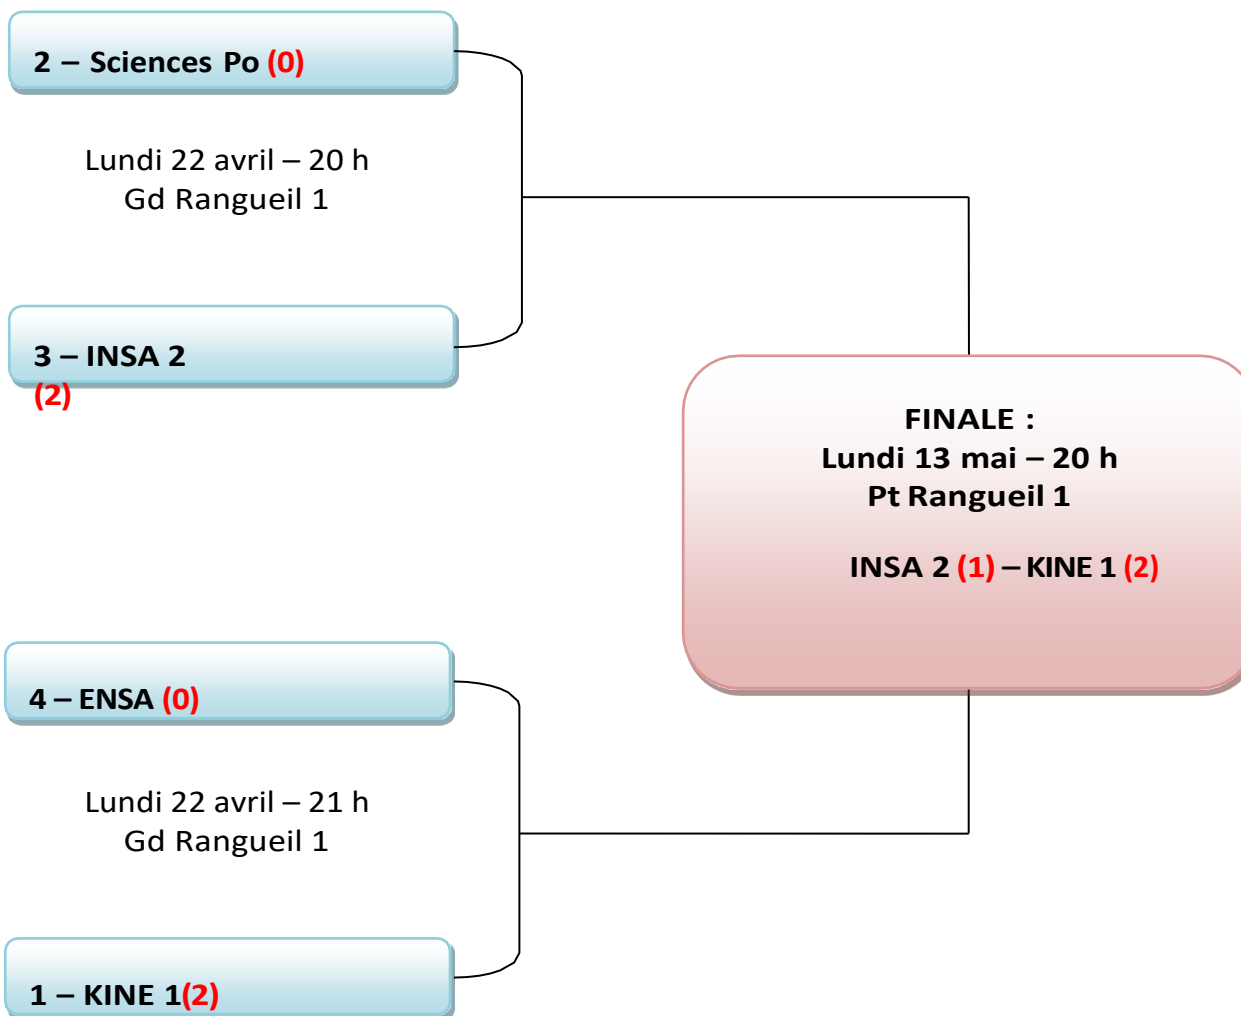 2 – Sciences Po (0)
Lundi 22 avril – 20 h
Gd Rangueil 1
3 – INSA 2
(2)
FINALE :
Lundi 13 mai – 20 h
Pt Rangueil 1
INSA 2 (1) – KINE 1 (2)
4 – ENSA (0)
Lundi 22 avril – 21 h
Gd Rangueil 1
1 – KINE 1(2)